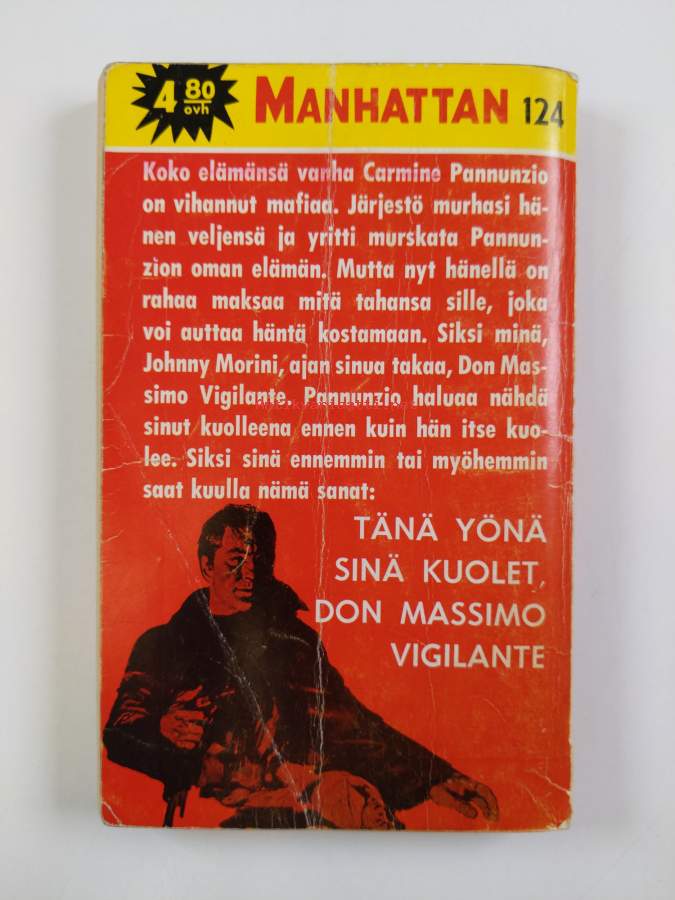 4 80
ovh
MANHATTAN 124
Koko elämänsä vanha Carmine Pannunzio
on vihannut mafiaa. Järjestö murhasi hä-
nen veljensä ja yritti murskata Pannun-
zion oman elämän. Mutta nyt hänellä on
rahaa maksaa mitä tahansa sille, joka
voi auttaa häntä kostamaan. Siksi minä,
Johnny Morini, ajan sinua takaa, Don Mas-
simo Vigilante. Pannunzio haluaa nähdä
sinut kuolleena ennen kuin hän itse kuo-
lee. Siksi sinä ennemmin tai myöhemmin
saat kuulla nämä sanat:
TÄNÄ YÖNÄ
SINÄ KUOLET,
DON MASSIMO
VIGILANTE